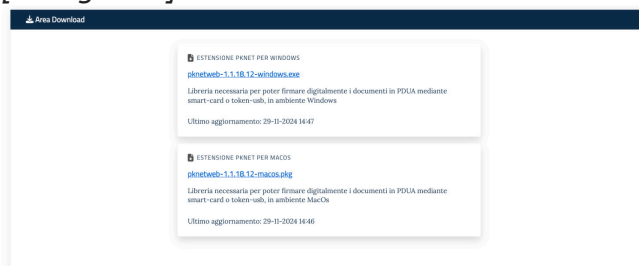 Area Download
ESTENSIONE PKNET PER WINDOWS
pknetweb-1.1.18.12-windows.exe
Libreria necessaria per poter firmare digitalmente i documenti in PDUA mediante
smart-card o token-usb, in ambiente Windows
Ultimo aggiornamento: 29-11-2024 14:47
ESTENSIONE PKNET PER MACOS
pknetweb-1.1.18.12-macos.pkg
Libreria necessaria per poter firmare digitalmente i documenti in PDUA mediante
smart-card o token-usb, in ambiente MacOs
Ultimo aggiornamento: 29-11-2024 14:46